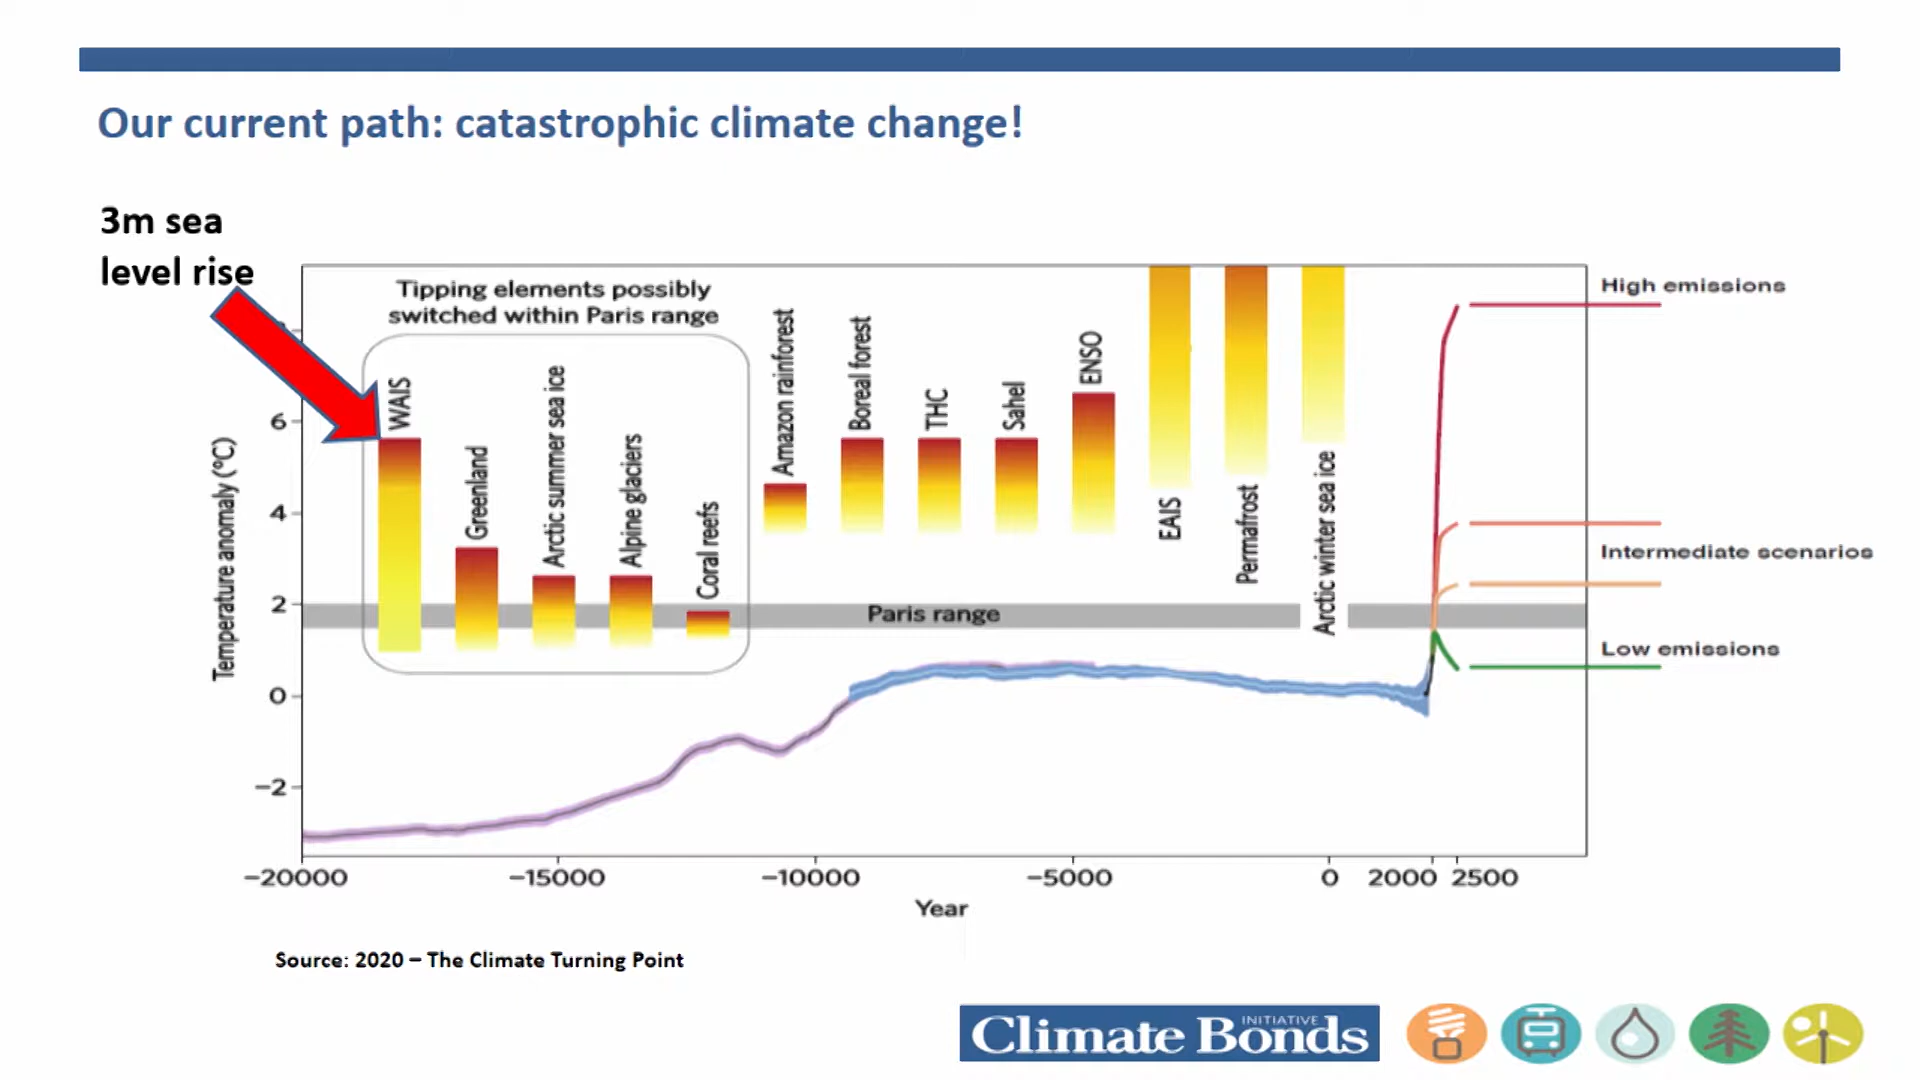 Our current path: catastrophic climate change!
3m sea
level rise
Tipping elements possibly
switched within Paris range
WAIS
Greenland
Arctic summer sea ice
Alpine glaciers
Coral reefs
Amazon rainforest
Boreal forest
THC
Sahel
ENSO
EAIS
Permafrost
Arctic winter sea ice
High emissions
Intermediate scenarios
Low emissions
Paris range
Temperature anomaly (°C)
6
4
2
0
−2
−20000 −15000 −10000 −5000 0 2000 2500
Year
Source: 2020 – The Climate Turning Point
Climate Bonds
INITIATIVE